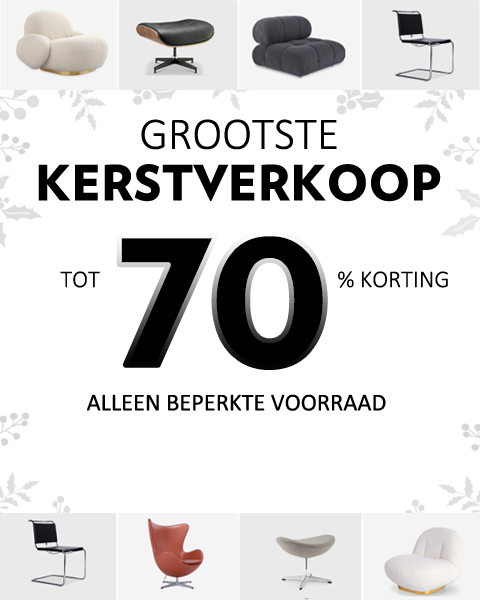 GROOTSTE
KERSTVERKOOP
TOT 70 % KORTING
ALLEEN BEPERKTE VOORRAAD